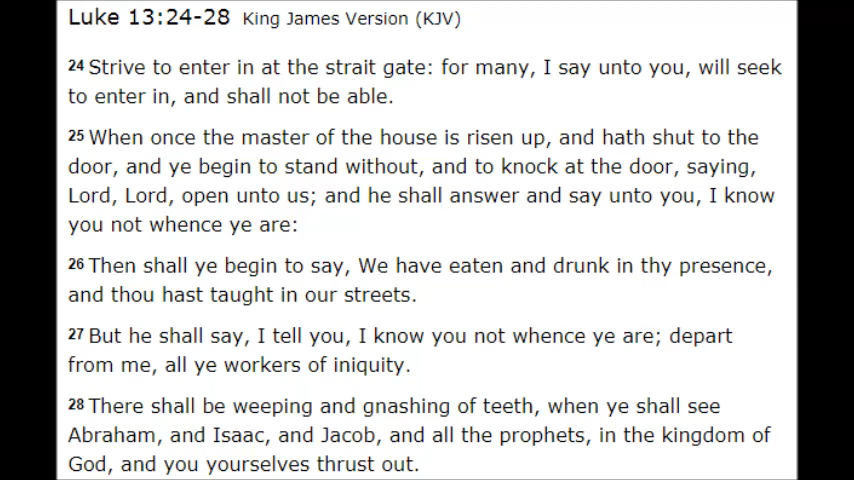 Luke 13:24-28 King James Version (KJV)
24 Strive to enter in at the strait gate: for many, I say unto you, will seek
to enter in, and shall not be able.
25 When once the master of the house is risen up, and hath shut to the
door, and ye begin to stand without, and to knock at the door, saying,
Lord, Lord, open unto us; and he shall answer and say unto you, I know
you not whence ye are:
26 Then shall ye begin to say, We have eaten and drunk in thy presence,
and thou hast taught in our streets.
27 But he shall say, I tell you, I know you not whence ye are; depart
from me, all ye workers of iniquity.
28 There shall be weeping and gnashing of teeth, when ye shall see
Abraham, and Isaac, and Jacob, and all the prophets, in the kingdom of
God, and you yourselves thrust out.